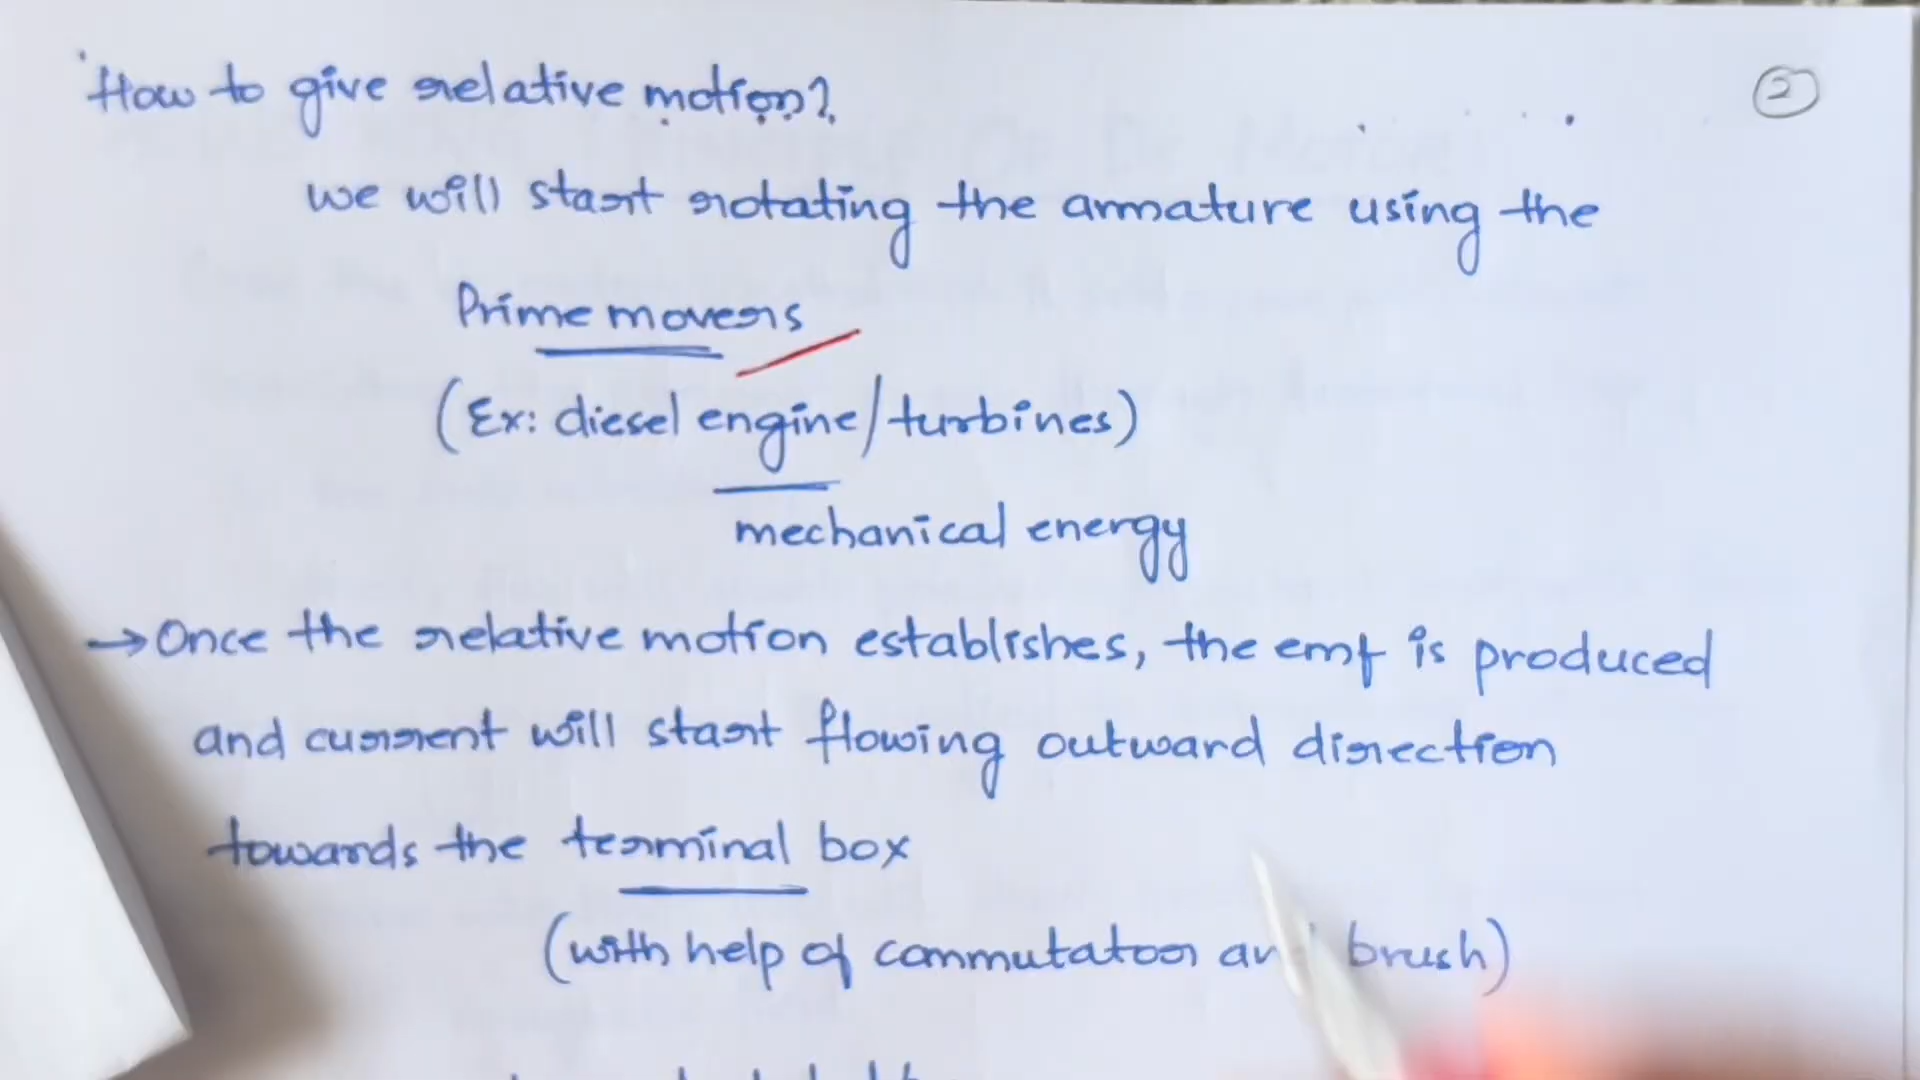 How to give relative motion?
2
we will start rotating the armature using the
Prime movers
(Ex: diesel engine/turbines)
mechanical energy
→ Once the relative motion establishes, the emf is produced
and current will start flowing outward direction
towards the terminal box
(with help of commutator and brush)